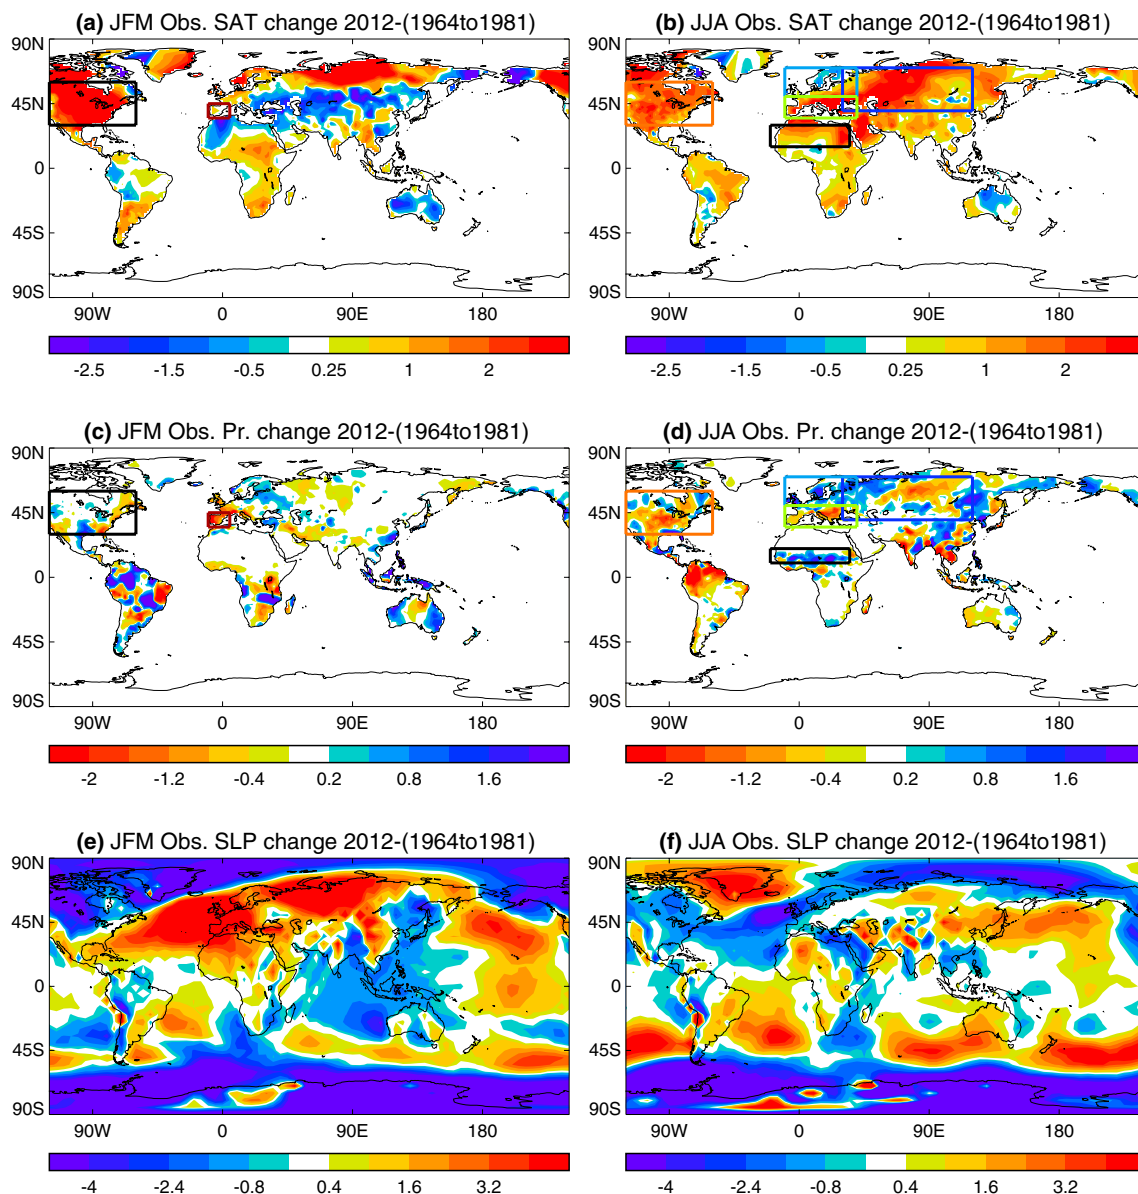 (a) JFM Obs. SAT change 2012-(1964to1981)
(b) JJA Obs. SAT change 2012-(1964to1981)
90N
45N
0
45S
90S
90W 0 90E 180
-2.5 -1.5 -0.5 0.25 1 2
90N
45N
0
45S
90S
90W 0 90E 180
-2.5 -1.5 -0.5 0.25 1 2
(c) JFM Obs. Pr. change 2012-(1964to1981)
(d) JJA Obs. Pr. change 2012-(1964to1981)
90N
45N
0
45S
90S
90W 0 90E 180
-2 -1.2 -0.4 0.2 0.8 1.6
90N
45N
0
45S
90S
90W 0 90E 180
-2 -1.2 -0.4 0.2 0.8 1.6
(e) JFM Obs. SLP change 2012-(1964to1981)
(f) JJA Obs. SLP change 2012-(1964to1981)
90N
45N
0
45S
90S
90W 0 90E 180
-4 -2.4 -0.8 0.4 1.6 3.2
90N
45N
0
45S
90S
90W 0 90E 180
-4 -2.4 -0.8 0.4 1.6 3.2